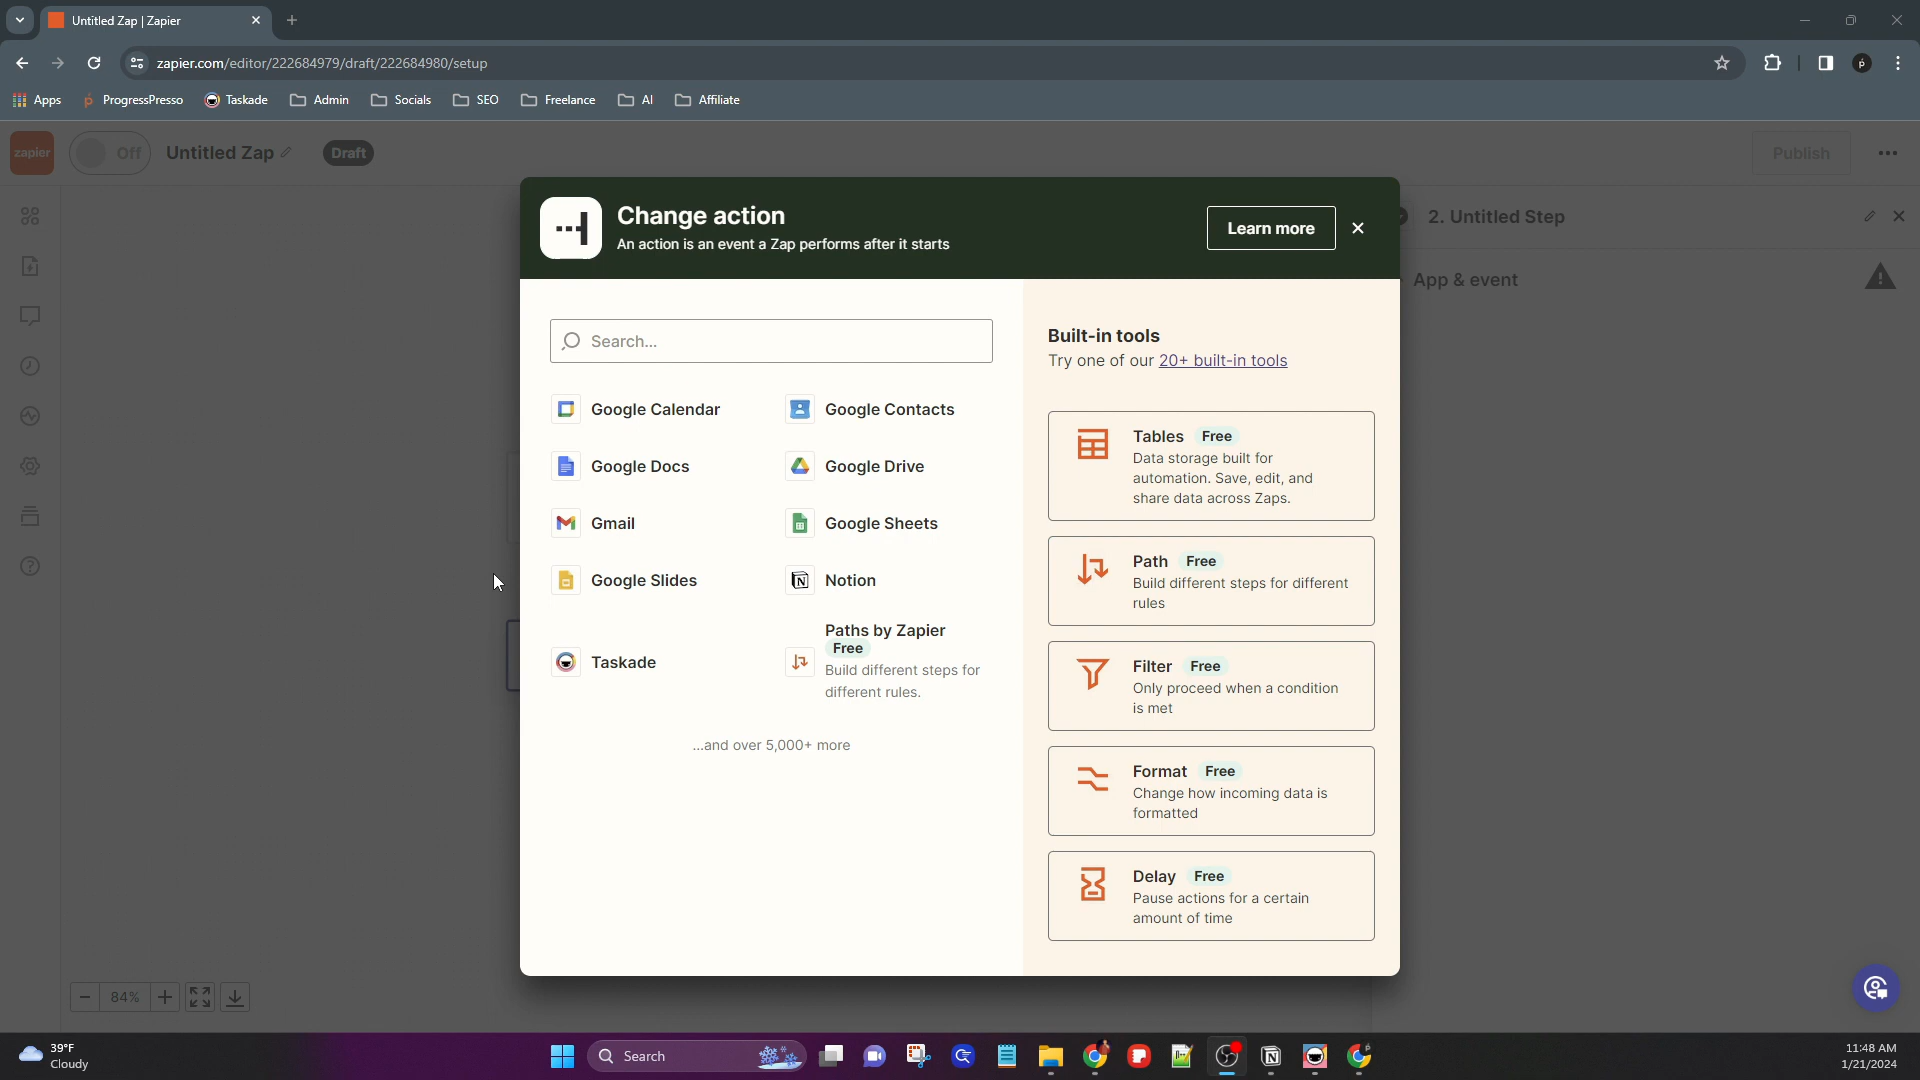 Untitled Zap | Zapier
zapier.com/editor/222684979/draft/222684980/setup
Apps
ProgressPresso
Taskade
Admin
Socials
SEO
Freelance
AI
Affiliate
zapier
Off
Untitled Zap
Draft
Publish
Change action
An action is an event a Zap performs after it starts
Learn more
2. Untitled Step
App & event
Search...
Google Calendar
Google Contacts
Google Docs
Google Drive
Gmail
Google Sheets
Google Slides
Notion
Taskade
Paths by Zapier
Free
Build different steps for
different rules.
...and over 5,000+ more
Built-in tools
Try one of our 20+ built-in tools
Tables Free
Data storage built for
automation. Save, edit, and
share data across Zaps.
Path Free
Build different steps for different
rules
Filter Free
Only proceed when a condition
is met
Format Free
Change how incoming data is
formatted
Delay Free
Pause actions for a certain
amount of time
84%
39°F
Cloudy
Search
11:48 AM
1/21/2024